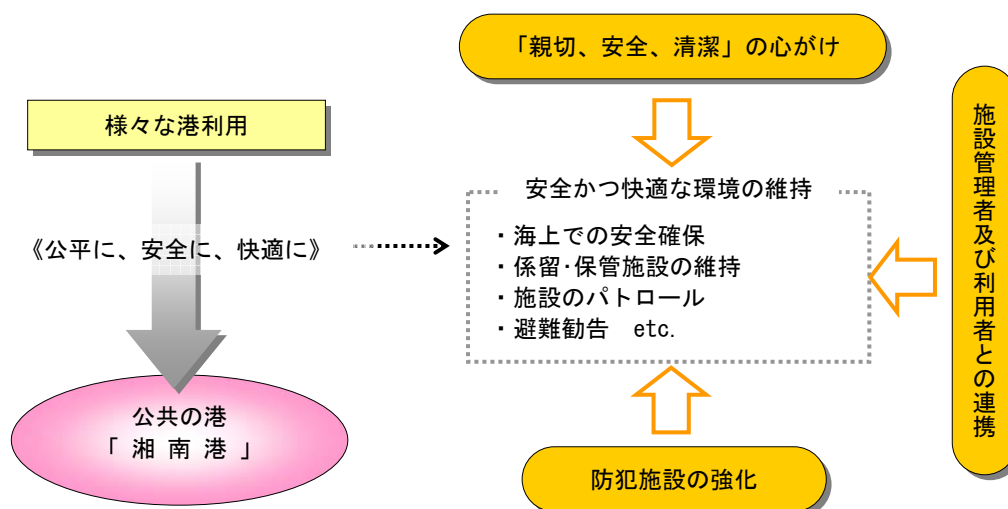 「親切、安全、清潔」の心がけ
様々な港利用
施設管理者及び利用者との連携
安全かつ快適な環境の維持
《公平に、安全に、快適に》
・海上での安全確保
・係留･保管施設の維持
・施設のパトロール
・避難勧告　etc.
公共の港
「 湘 南 港 」
防犯施設の強化